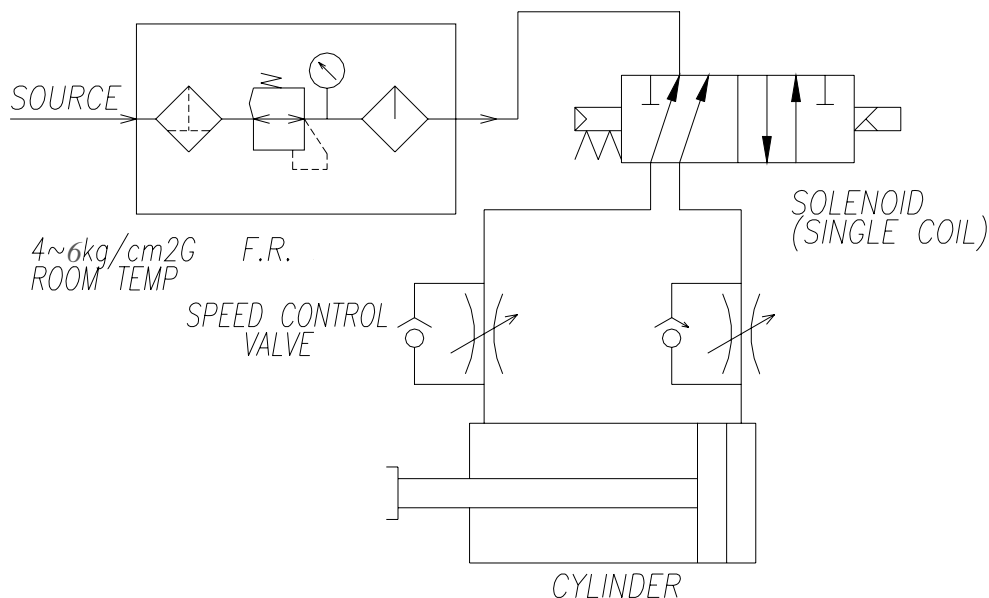 SOURCE
4~6kg/cm2G F.R.
ROOM TEMP
SOLENOID
(SINGLE COIL)
SPEED CONTROL
VALVE
CYLINDER